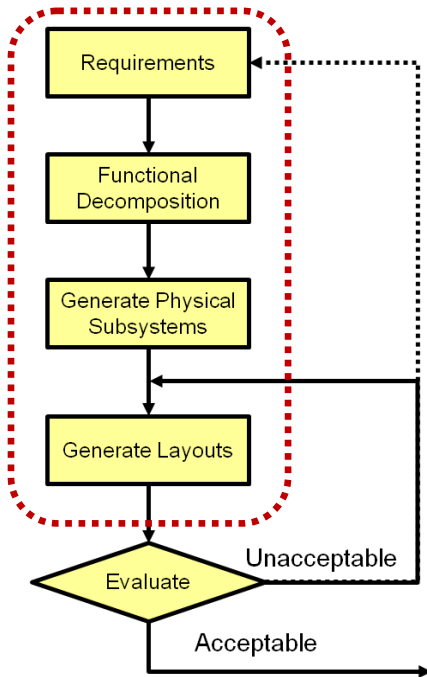 Requirements
Functional
Decomposition
Generate Physical
Subsystems
Generate Layouts
Unacceptable
Evaluate
Acceptable